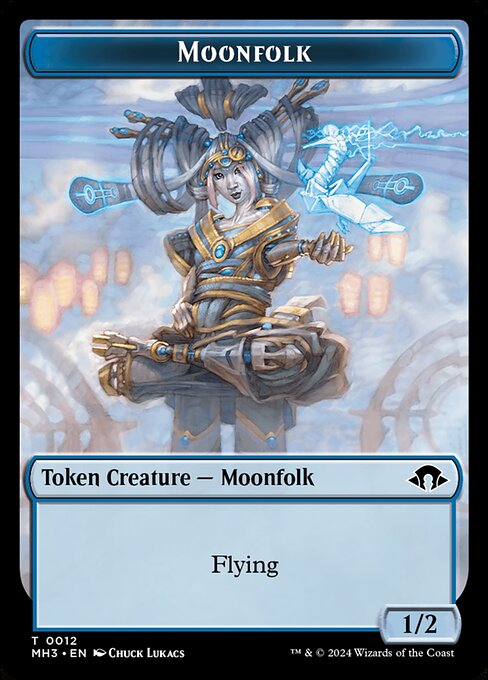 Moonfolk
Token Creature — Moonfolk
Flying
1/2
T 0012
MH3 • EN Chuck Lukacs
™ & © 2024 Wizards of the Coast